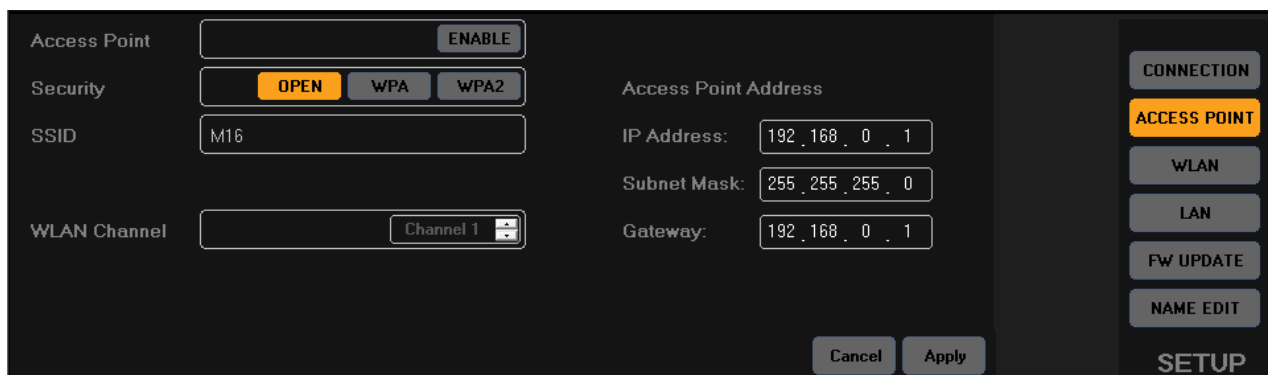 Access Point ENABLE
Security OPEN WPA WPA2
SSID M16
WLAN Channel Channel 1
Access Point Address
IP Address: 192 . 168 . 0 . 1
Subnet Mask: 255 . 255 . 255 . 0
Gateway: 192 . 168 . 0 . 1
Cancel Apply
CONNECTION
ACCESS POINT
WLAN
LAN
FW UPDATE
NAME EDIT
SETUP